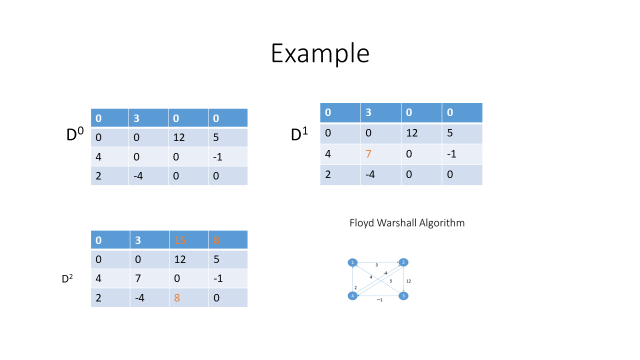 Example
D0
0 3 0 0
0 0 12 5
4 0 0 -1
2 -4 0 0
D1
0 3 0 0
0 0 12 5
4 7 0 -1
2 -4 0 0
D2
0 3 15 8
0 0 12 5
4 7 0 -1
2 -4 8 0
Floyd Warshall Algorithm
3
-4
4
5
12
2
-1